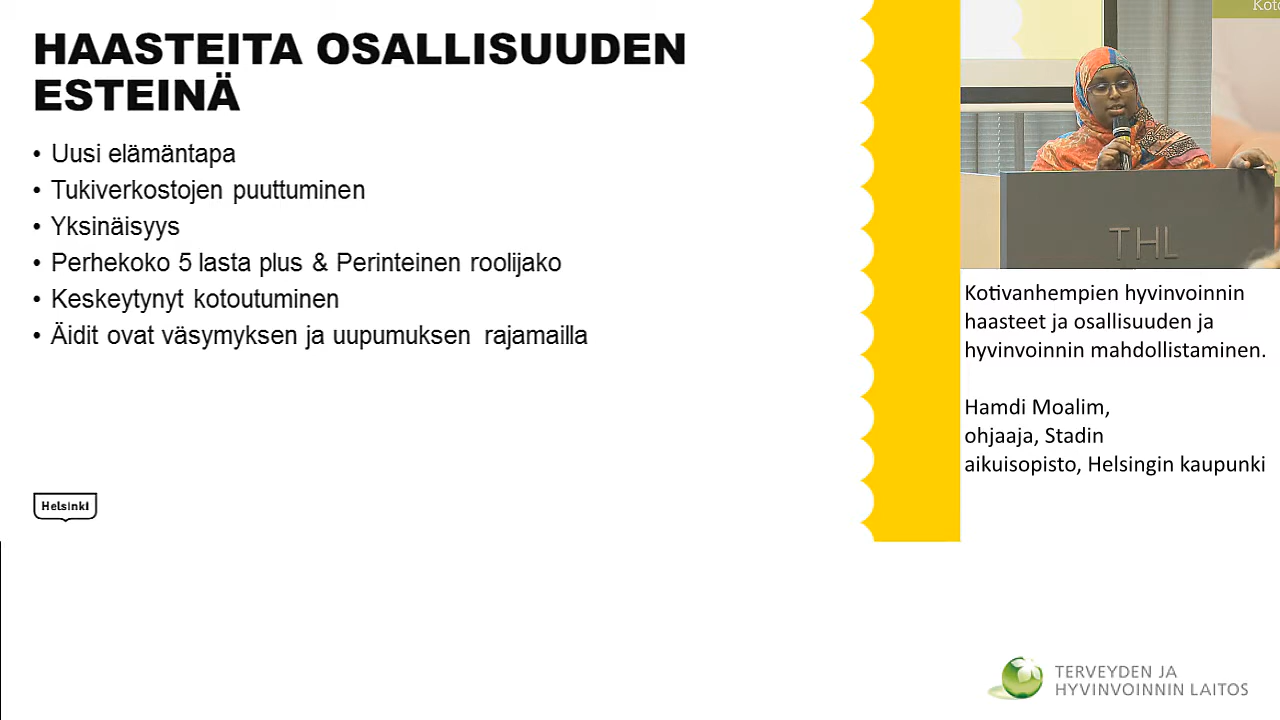 HAASTEITA OSALLISUUDEN
ESTEINÄ
• Uusi elämäntapa
• Tukiverkostojen puuttuminen
• Yksinäisyys
• Perhekoko 5 lasta plus & Perinteinen roolijako
• Keskeytynyt kotoutuminen
• Äidit ovat väsymyksen ja uupumuksen rajamailla
Helsinki
THL
Kotivanhempien hyvinvoinnin
haasteet ja osallisuuden ja
hyvinvoinnin mahdollistaminen.
Hamdi Moalim,
ohjaaja, Stadin
aikuisopisto, Helsingin kaupunki
TERVEYDEN JA
HYVINVOINNIN LAITOS